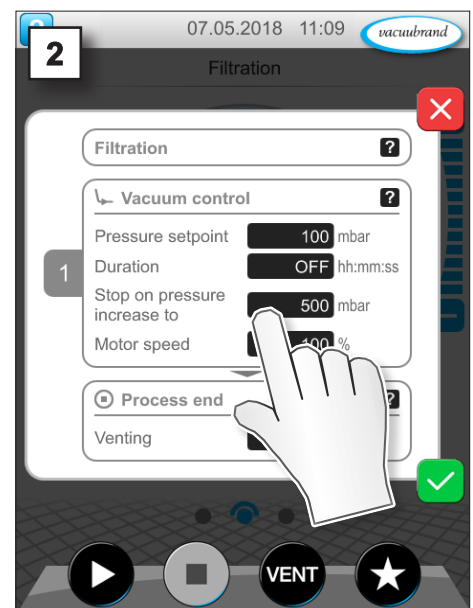 2
07.05.2018 11:09
vacuubrand
Filtration
Filtration ?
Vacuum control ?
1
Pressure setpoint 100 mbar
Duration OFF hh:mm:ss
Stop on pressure
increase to 500 mbar
Motor speed 100 %
Process end ?
Venting
VENT